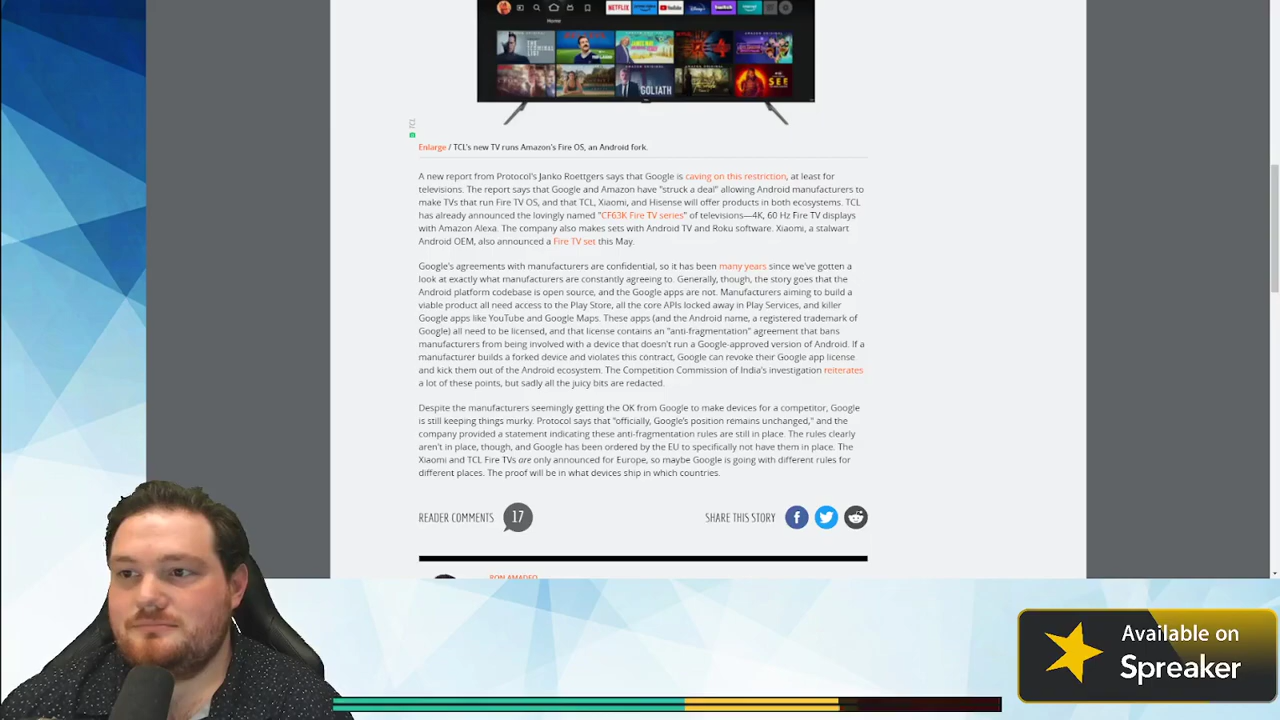 NETFLIX
prime video
YouTube
Disney+
twitch
Home
THE TERMINAL LIST
GOLIATH
SEE
TCL
Enlarge / TCL's new TV runs Amazon's Fire OS, an Android fork.
A new report from Protocol's Janko Roettgers says that Google is caving on this restriction, at least for
televisions. The report says that Google and Amazon have "struck a deal" allowing Android manufacturers to
make TVs that run Fire TV OS, and that TCL, Xiaomi, and Hisense will offer products in both ecosystems. TCL
has already announced the lovingly named "CF63K Fire TV series" of televisions—4K, 60 Hz Fire TV displays
with Amazon Alexa. The company also makes sets with Android TV and Roku software. Xiaomi, a stalwart
Android OEM, also announced a Fire TV set this May.
Google's agreements with manufacturers are confidential, so it has been many years since we've gotten a
look at exactly what manufacturers are constantly agreeing to. Generally, though, the story goes that the
Android platform codebase is open source, and the Google apps are not. Manufacturers aiming to build a
viable product all need access to the Play Store, all the core APIs locked away in Play Services, and killer
Google apps like YouTube and Google Maps. These apps (and the Android name, a registered trademark of
Google) all need to be licensed, and that license contains an "anti-fragmentation" agreement that bans
manufacturers from being involved with a device that doesn't run a Google-approved version of Android. If a
manufacturer builds a forked device and violates this contract, Google can revoke their Google app license
and kick them out of the Android ecosystem. The Competition Commission of India's investigation reiterates
a lot of these points, but sadly all the juicy bits are redacted.
Despite the manufacturers seemingly getting the OK from Google to make devices for a competitor, Google
is still keeping things murky. Protocol says that "officially, Google's position remains unchanged," and the
company provided a statement indicating these anti-fragmentation rules are still in place. The rules clearly
aren't in place, though, and Google has been ordered by the EU to specifically not have them in place. The
Xiaomi and TCL Fire TVs are only announced for Europe, so maybe Google is going with different rules for
different places. The proof will be in what devices ship in which countries.
READER COMMENTS 17
SHARE THIS STORY
RON AMADEO
Available on
Spreaker